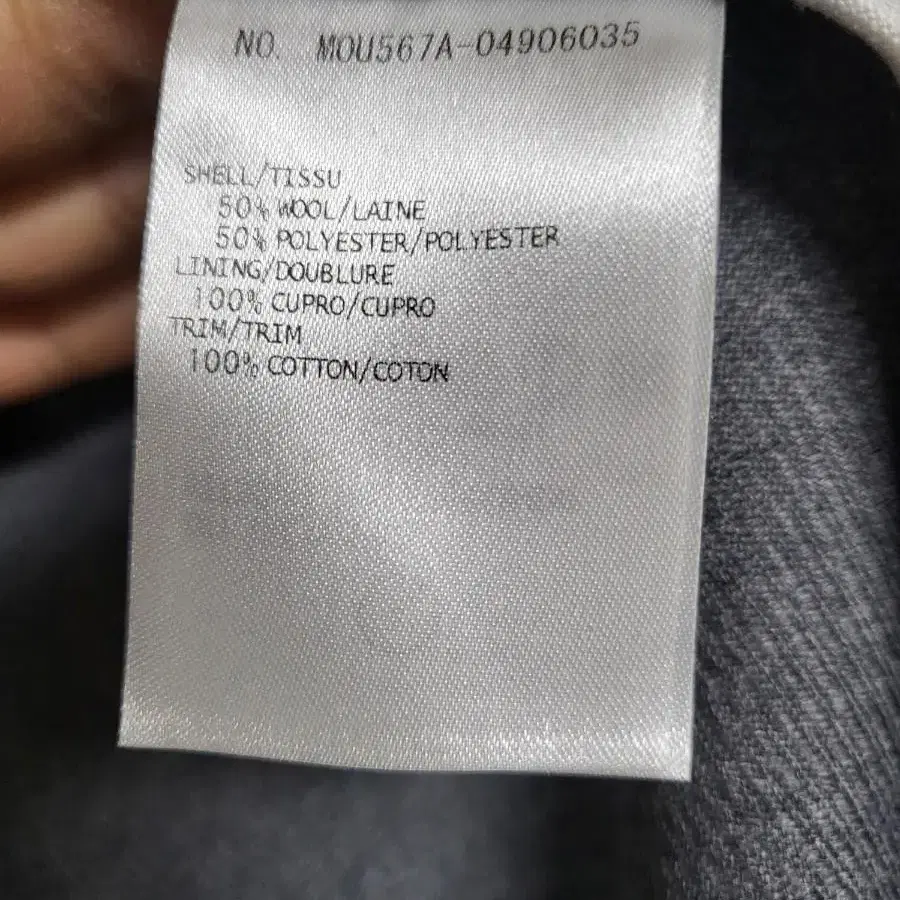 NO. MOU567A-04906035
SHELL/TISSU
50% WOOL/LAINE
50% POLYESTER/POLYESTER
LINING/DOUBLURE
100% CUPRO/CUPRO
TRIM/TRIM
100% COTTON/COTON